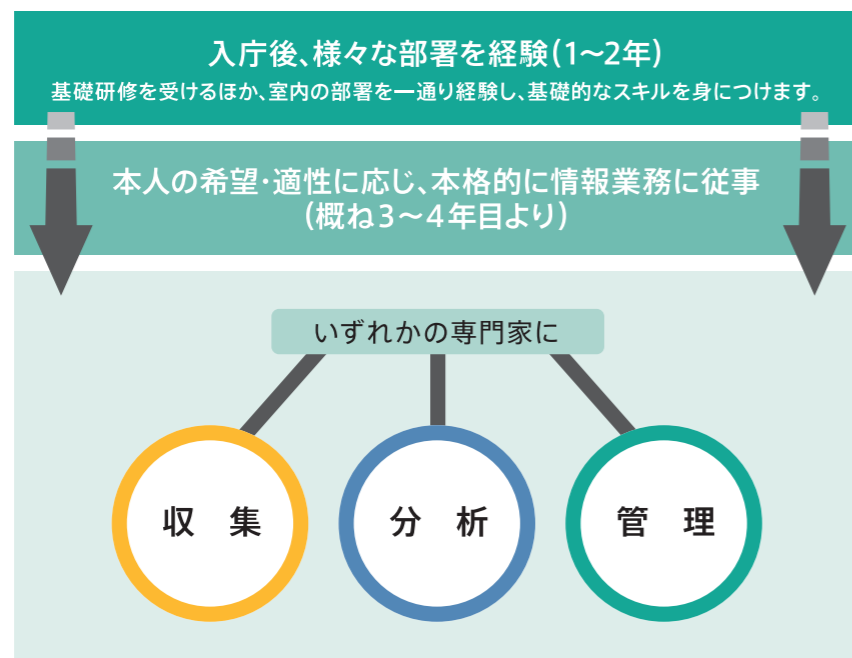 入庁後、様々な部署を経験(1〜2年)
基礎研修を受けるほか、室内の部署を一通り経験し、基礎的なスキルを身につけます。
本人の希望・適性に応じ、本格的に情報業務に従事
(概ね3〜4年目より)
いずれかの専門家に
収　集
分　析
管　理